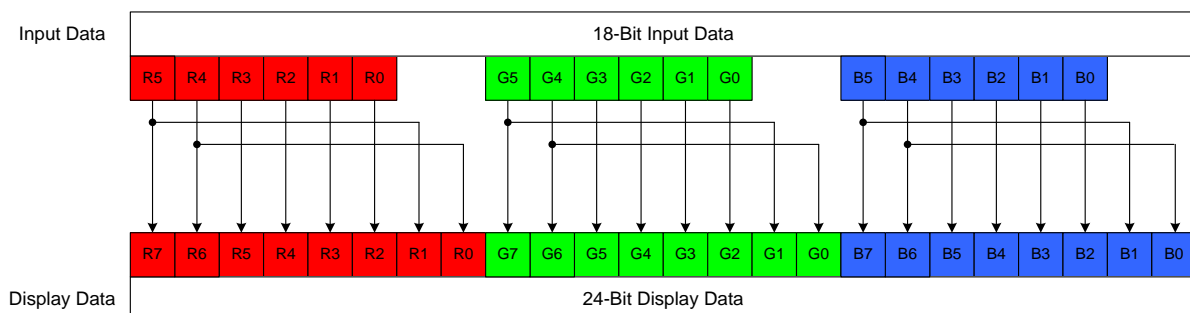 Input Data
18-Bit Input Data
R5 R4 R3 R2 R1 R0 G5 G4 G3 G2 G1 G0 B5 B4 B3 B2 B1 B0
R7 R6 R5 R4 R3 R2 R1 R0 G7 G6 G5 G4 G3 G2 G1 G0 B7 B6 B5 B4 B3 B2 B1 B0
Display Data
24-Bit Display Data